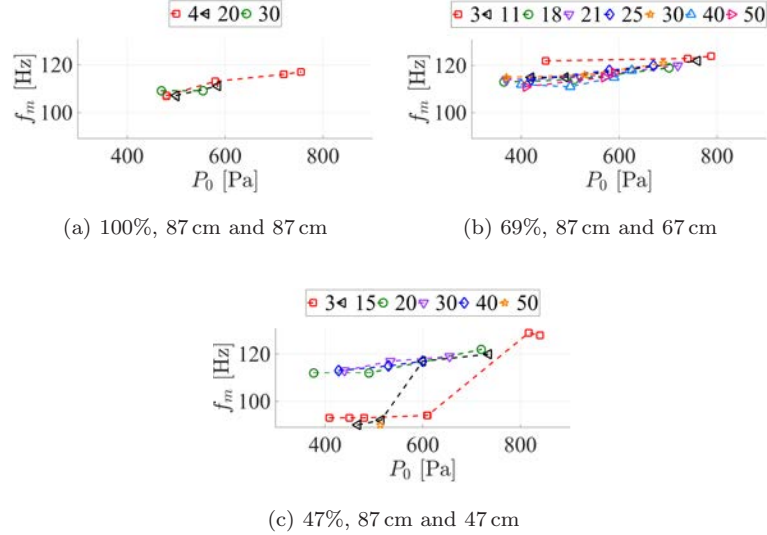 4 20 30
120
100
f_m [Hz]
400 600 800
P_0 [Pa]
(a) 100%, 87 cm and 87 cm
3 11 18 21 25 30 40 50
120
100
f_m [Hz]
400 600 800
P_0 [Pa]
(b) 69%, 87 cm and 67 cm
3 15 20 30 40 50
120
100
f_m [Hz]
400 600 800
P_0 [Pa]
(c) 47%, 87 cm and 47 cm